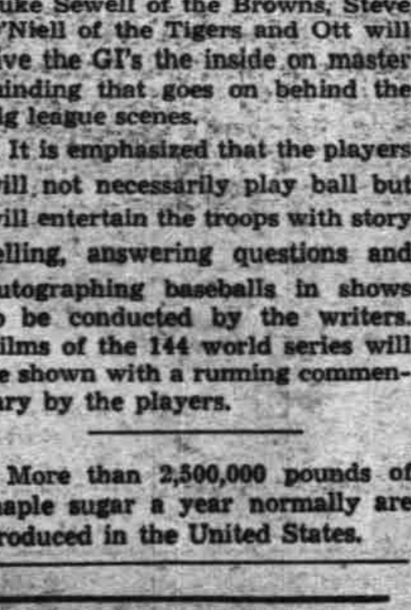 uke Sewell of the Browns, Steve
'Niell of the Tigers and Ott will
ive the GI's the inside on master
inding that goes on behind the
ig league scenes.
It is emphasized that the players
ill not necessarily play ball but
ill entertain the troops with story
elling, answering questions and
utographing baseballs in shows
o be conducted by the writers.
ilms of the 144 world series will
e shown with a running commen-
ary by the players.
More than 2,500,000 pounds of
maple sugar a year normally are
roduced in the United States.